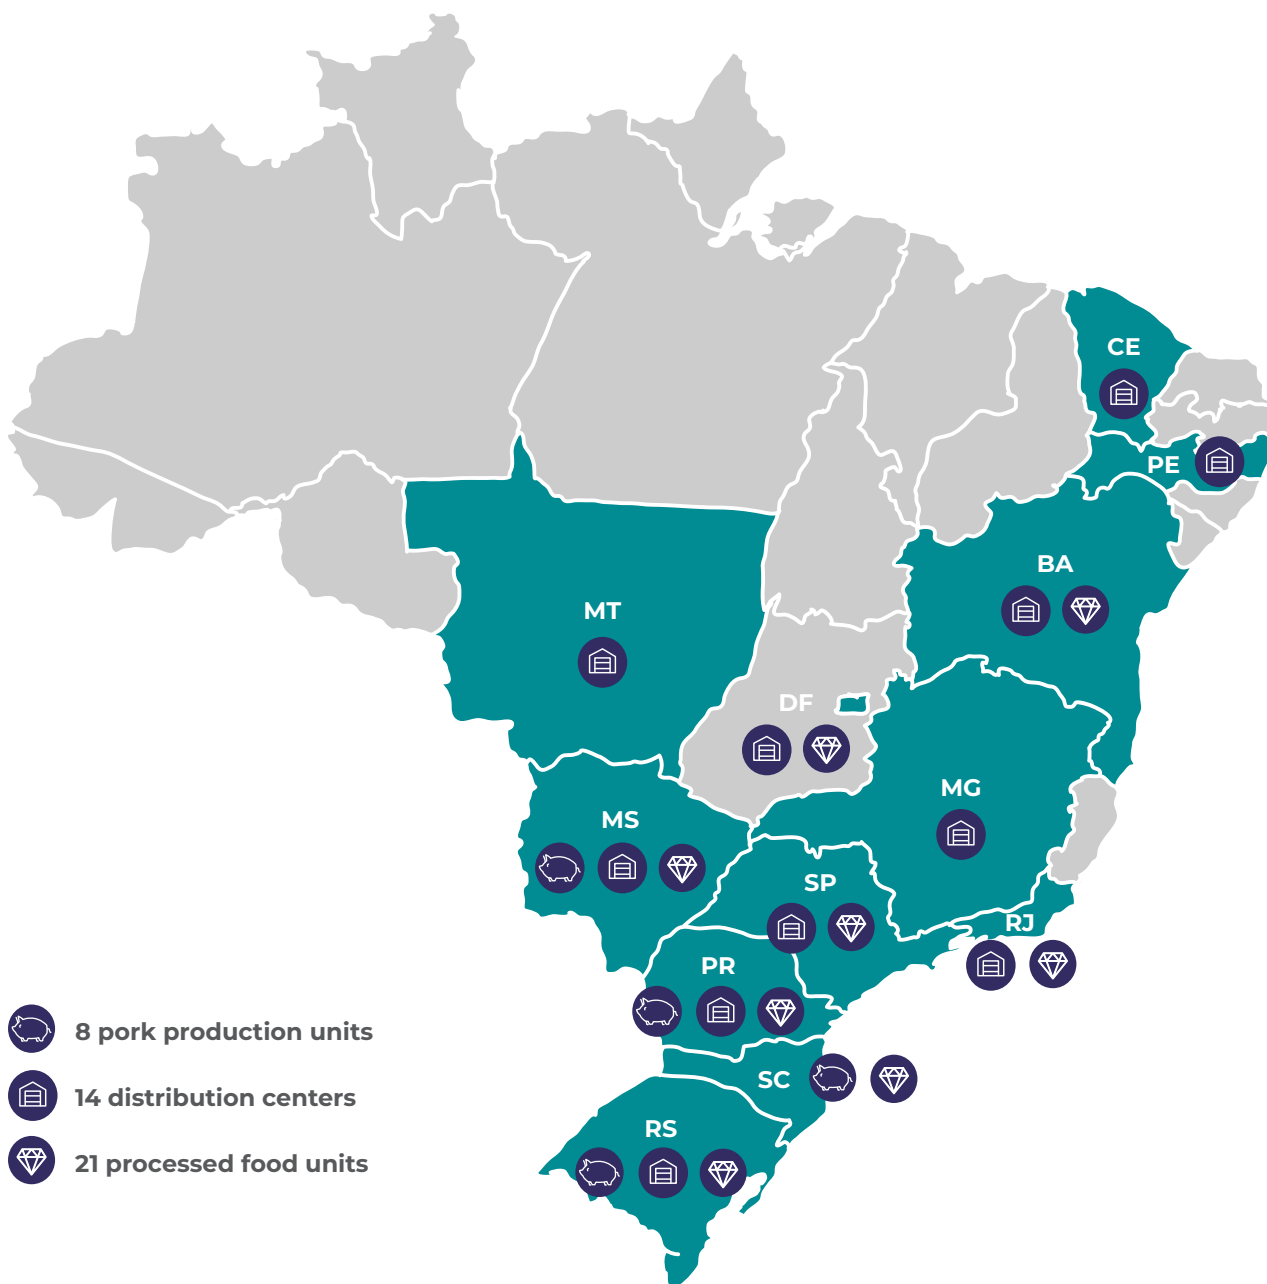 CE
PE
BA
MT
DF
MG
MS
SP
RJ
PR
8 pork production units
SC
14 distribution centers
RS
21 processed food units